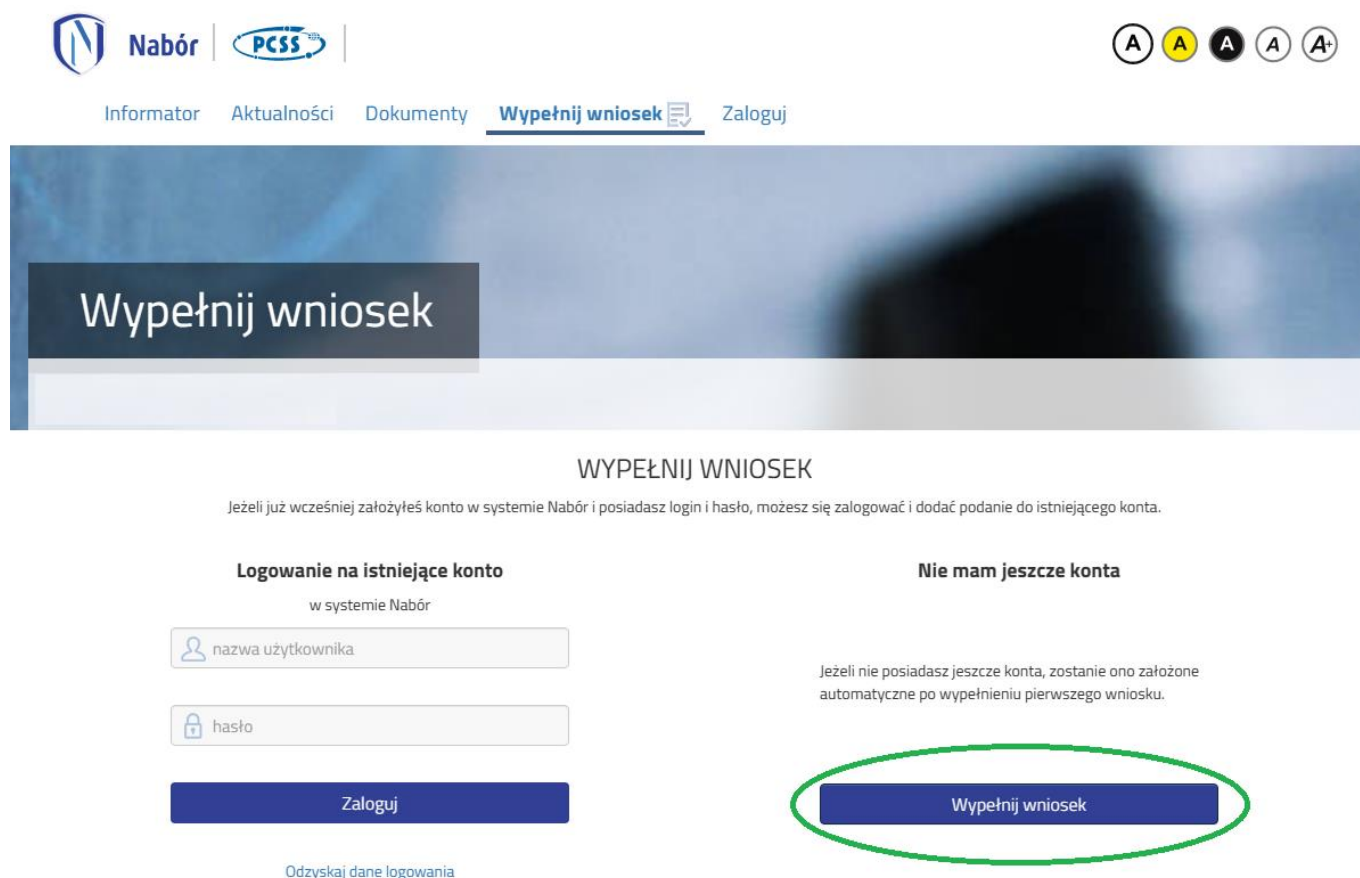 Nabór
PCSS
A A A A A+
Informator Aktualności Dokumenty Wypełnij wniosek Zaloguj
Wypełnij wniosek
WYPEŁNIJ WNIOSEK
Jeżeli już wcześniej założyłeś konto w systemie Nabór i posiadasz login i hasło, możesz się zalogować i dodać podanie do istniejącego konta.
Logowanie na istniejące konto
w systemie Nabór
nazwa użytkownika
hasło
Zaloguj
Odzyskaj dane logowania
Nie mam jeszcze konta
Jeżeli nie posiadasz jeszcze konta, zostanie ono założone
automatyczne po wypełnieniu pierwszego wniosku.
Wypełnij wniosek